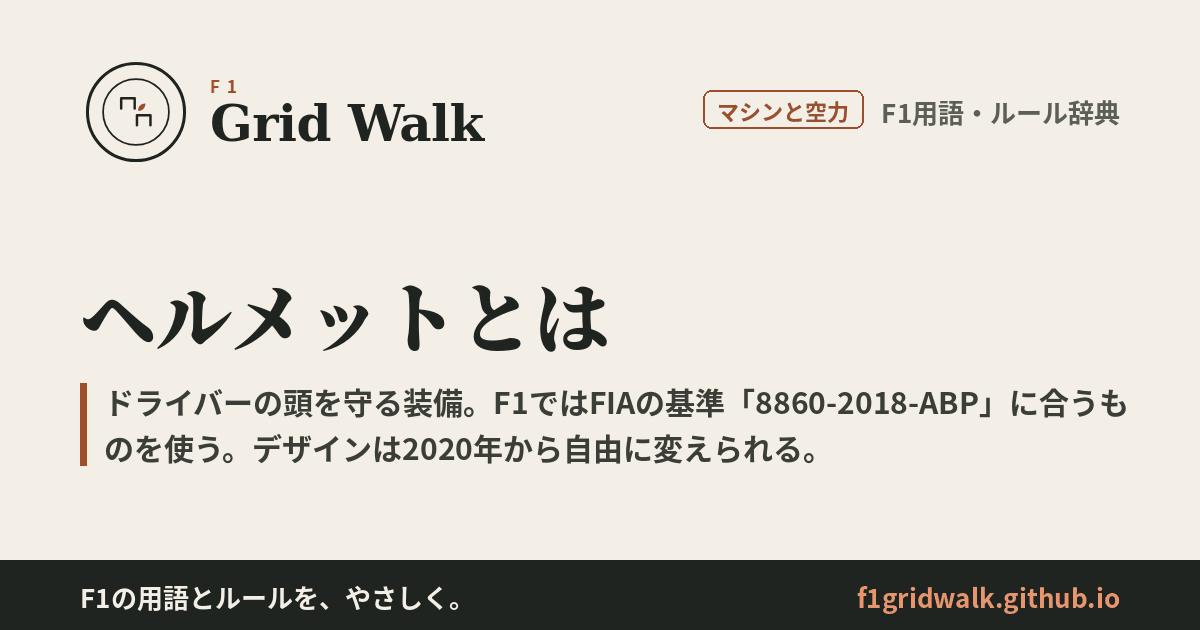 F1
Grid Walk
マシンと空力
F1用語・ルール辞典
ヘルメットとは
ドライバーの頭を守る装備。F1ではFIAの基準「8860-2018-ABP」に合うも
のを使う。デザインは2020年から自由に変えられる。
F1の用語とルールを、やさしく。
f1gridwalk.github.io